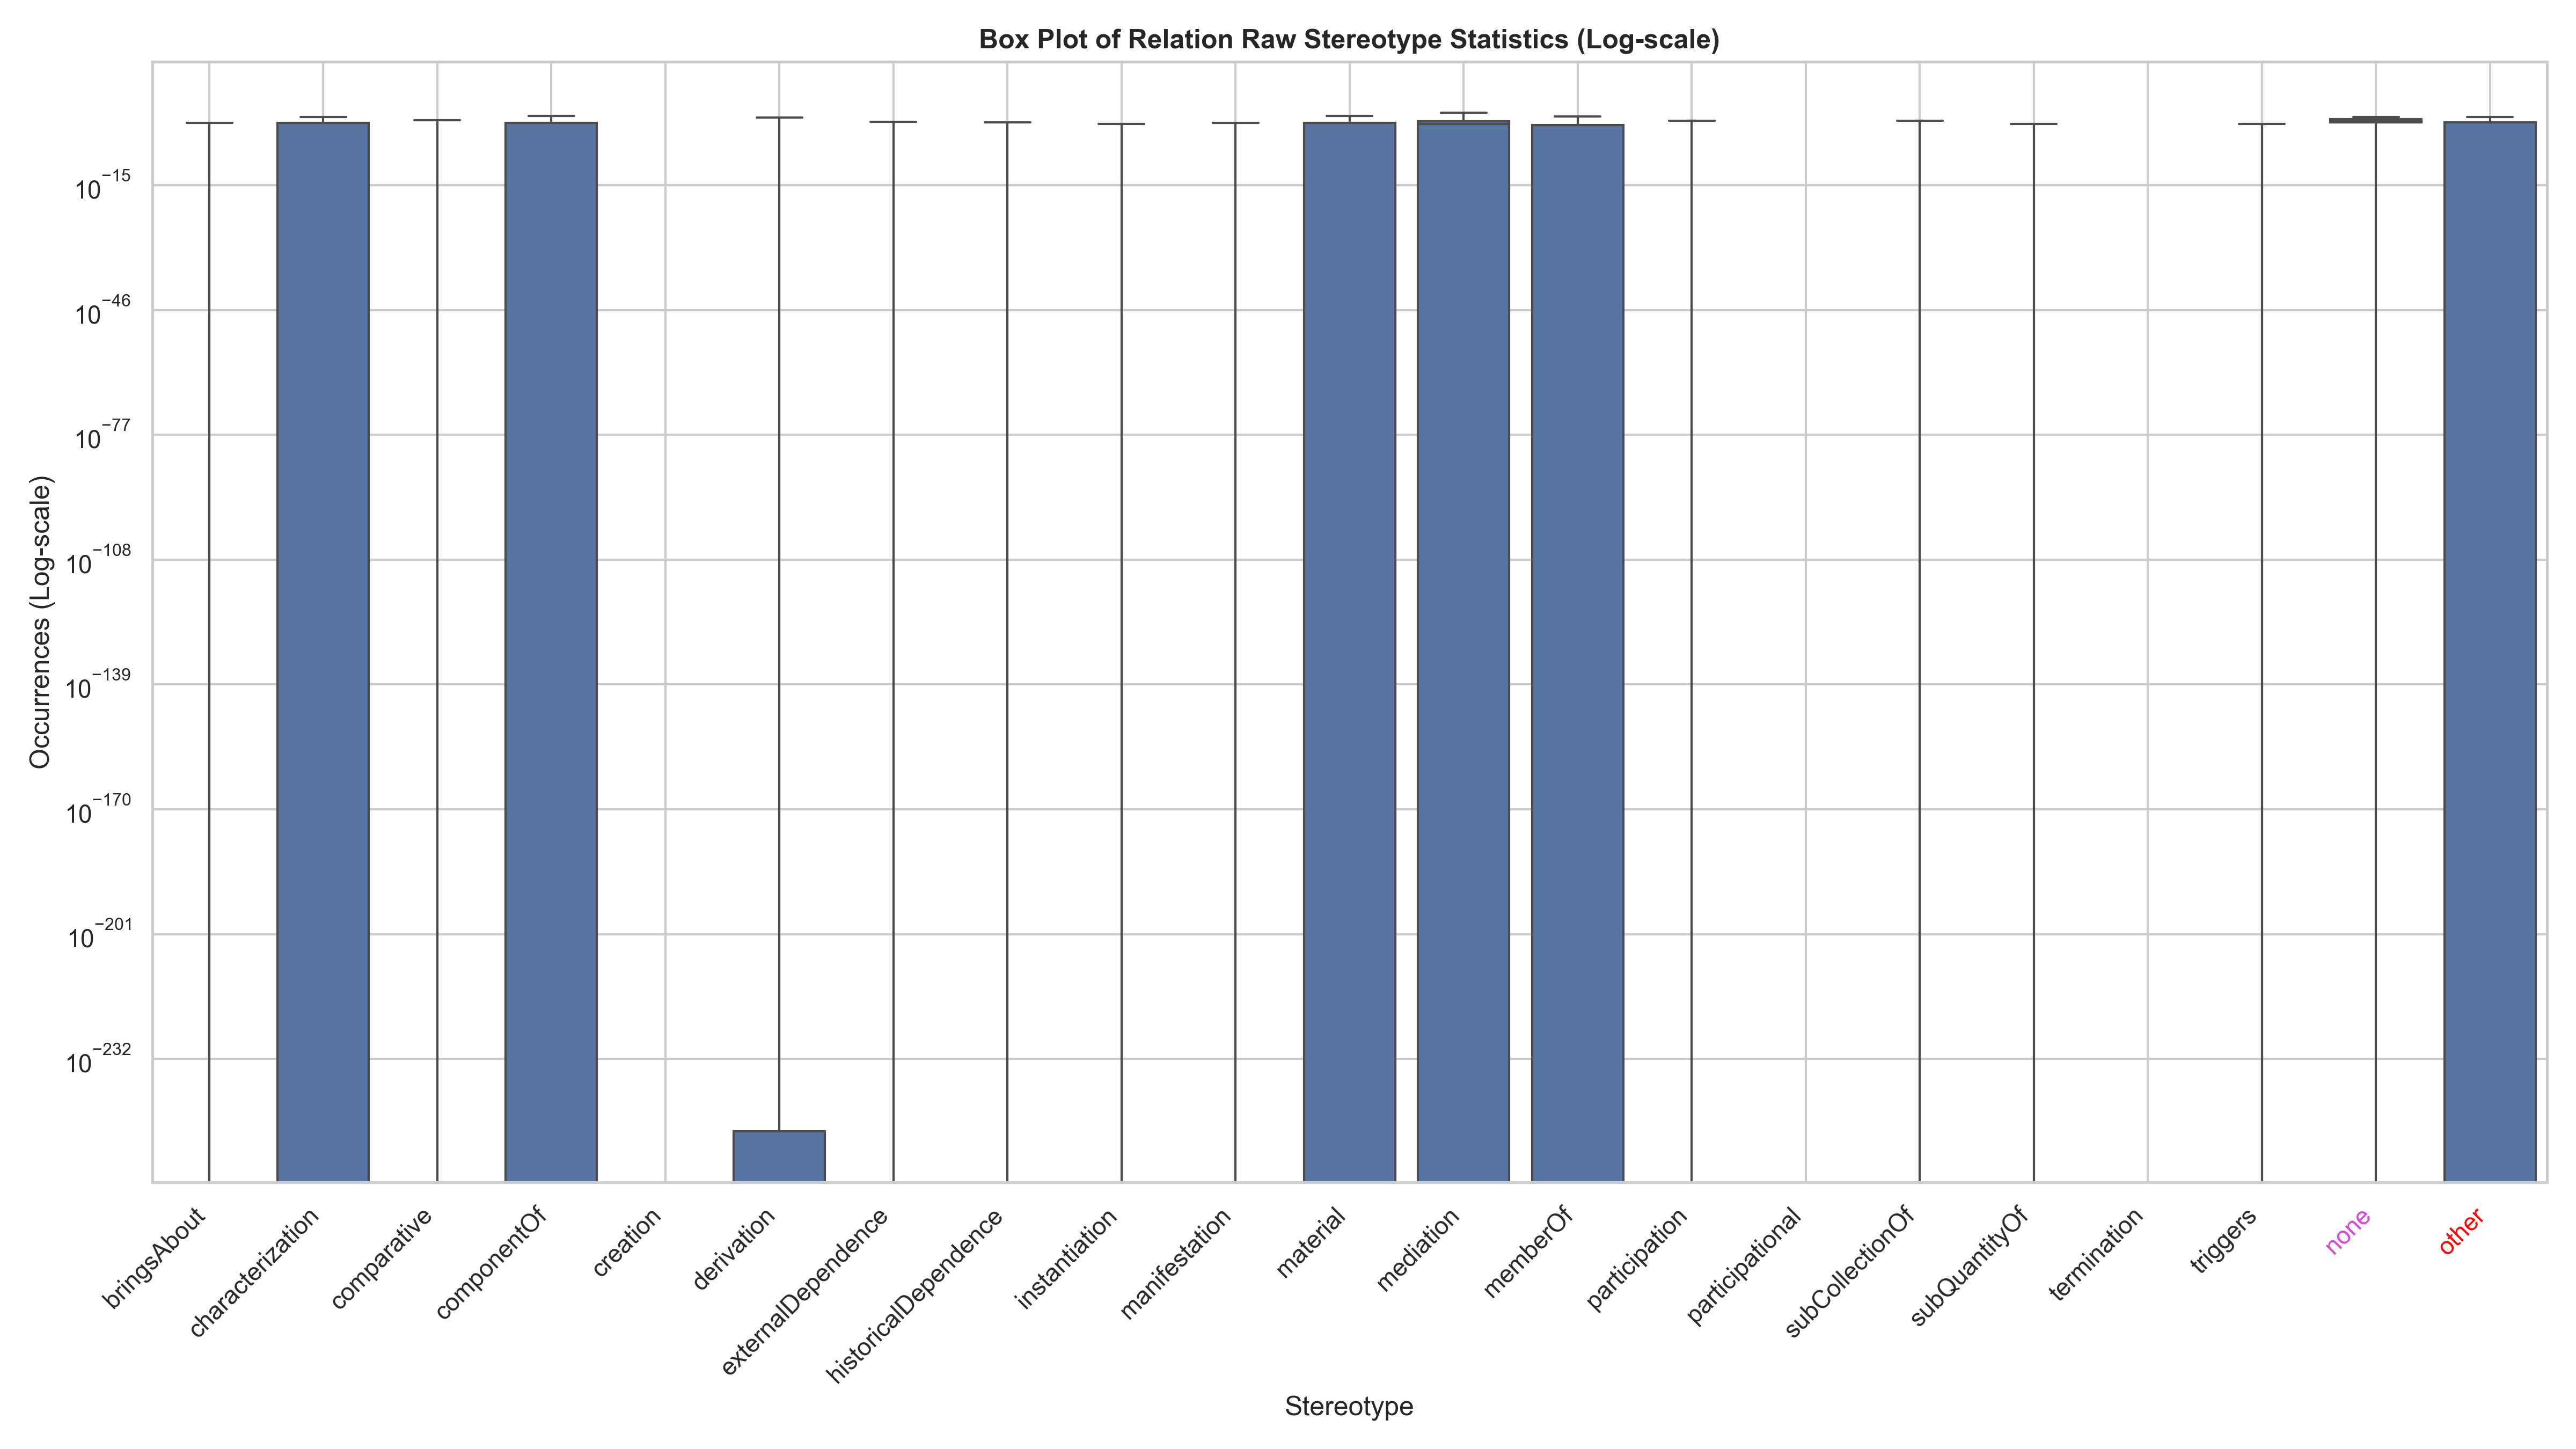 Box Plot of Relation Raw Stereotype Statistics (Log-scale)
Occurrences (Log-scale)
10−15
10−46
10−77
10−108
10−139
10−170
10−201
10−232
bringsAbout
characterization
comparative
componentOf
creation
derivation
externalDependence
historicalDependence
instantiation
manifestation
material
mediation
memberOf
participation
participational
subCollectionOf
subQuantityOf
termination
triggers
none
other
Stereotype